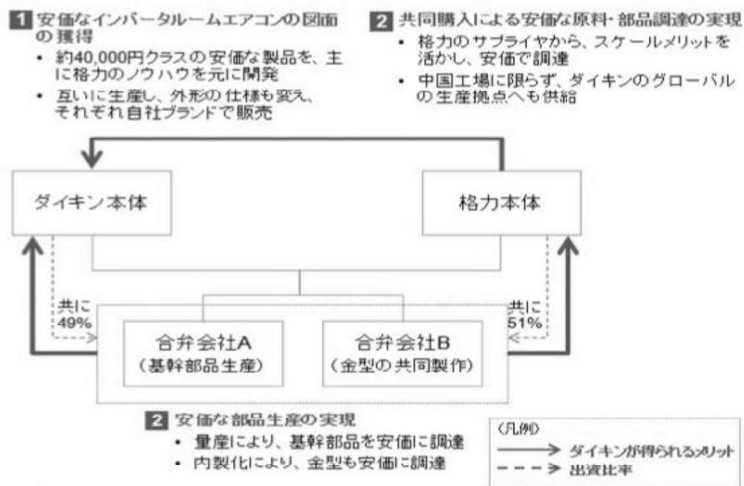 1 安価なインバータルームエアコンの図面
の獲得
• 約40,000円クラスの安価な製品を、主
に格力のノウハウを元に開発
• 互いに生産し、外形の仕様も変え、
それぞれ自社ブランドで販売
2 共同購入による安価な原料・部品調達の実現
• 格力のサプライヤから、スケールメリットを
活かし、安価で調達
• 中国工場に限らず、ダイキンのグローバル
の生産拠点へも供給
ダイキン本体
格力本体
共に
49%
共に
51%
合弁会社A
(基幹部品生産)
合弁会社B
(金型の共同製作)
2 安価な部品生産の実現
• 量産により、基幹部品を安価に調達
• 内製化により、金型も安価に調達
(凡例)
ダイキンが得られるメリット
出資比率